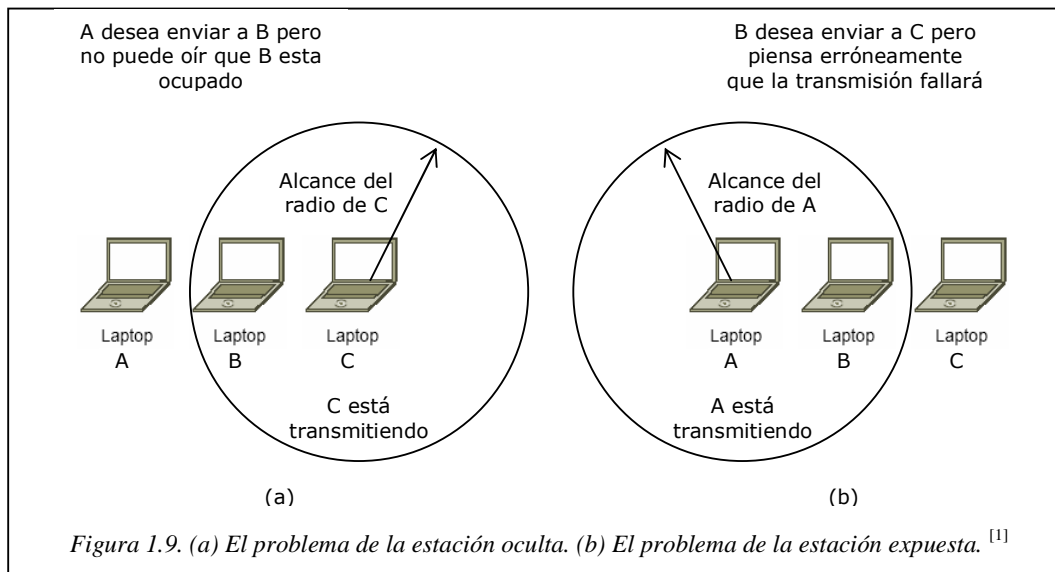 A desea enviar a B pero
no puede oír que B esta
ocupado
B desea enviar a C pero
piensa erróneamente
que la transmisión fallará
Alcance del
radio de C
Laptop
A
Laptop
B
Laptop
C
C está
transmitiendo
(a)
Alcance del
radio de A
Laptop
A
Laptop
B
Laptop
C
A está
transmitiendo
(b)
Figura 1.9. (a) El problema de la estación oculta. (b) El problema de la estación expuesta. [1]